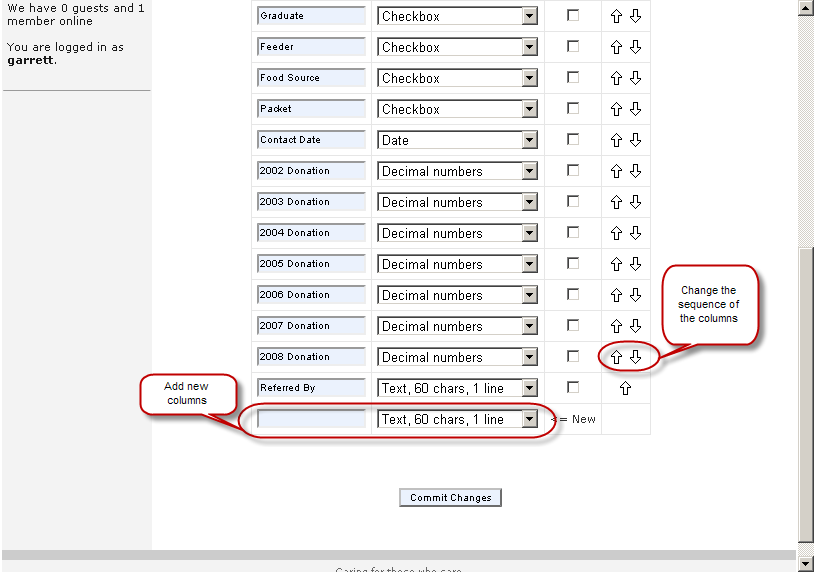 We have 0 guests and 1
member online
You are logged in as
garrett.
Graduate Checkbox
Feeder Checkbox
Food Source Checkbox
Packet Checkbox
Contact Date Date
2002 Donation Decimal numbers
2003 Donation Decimal numbers
2004 Donation Decimal numbers
2005 Donation Decimal numbers
2006 Donation Decimal numbers
2007 Donation Decimal numbers
2008 Donation Decimal numbers
Referred By Text, 60 chars, 1 line
Text, 60 chars, 1 line <= New
Change the
sequence of
the columns
Add new
columns
Commit Changes
Caring for those who care